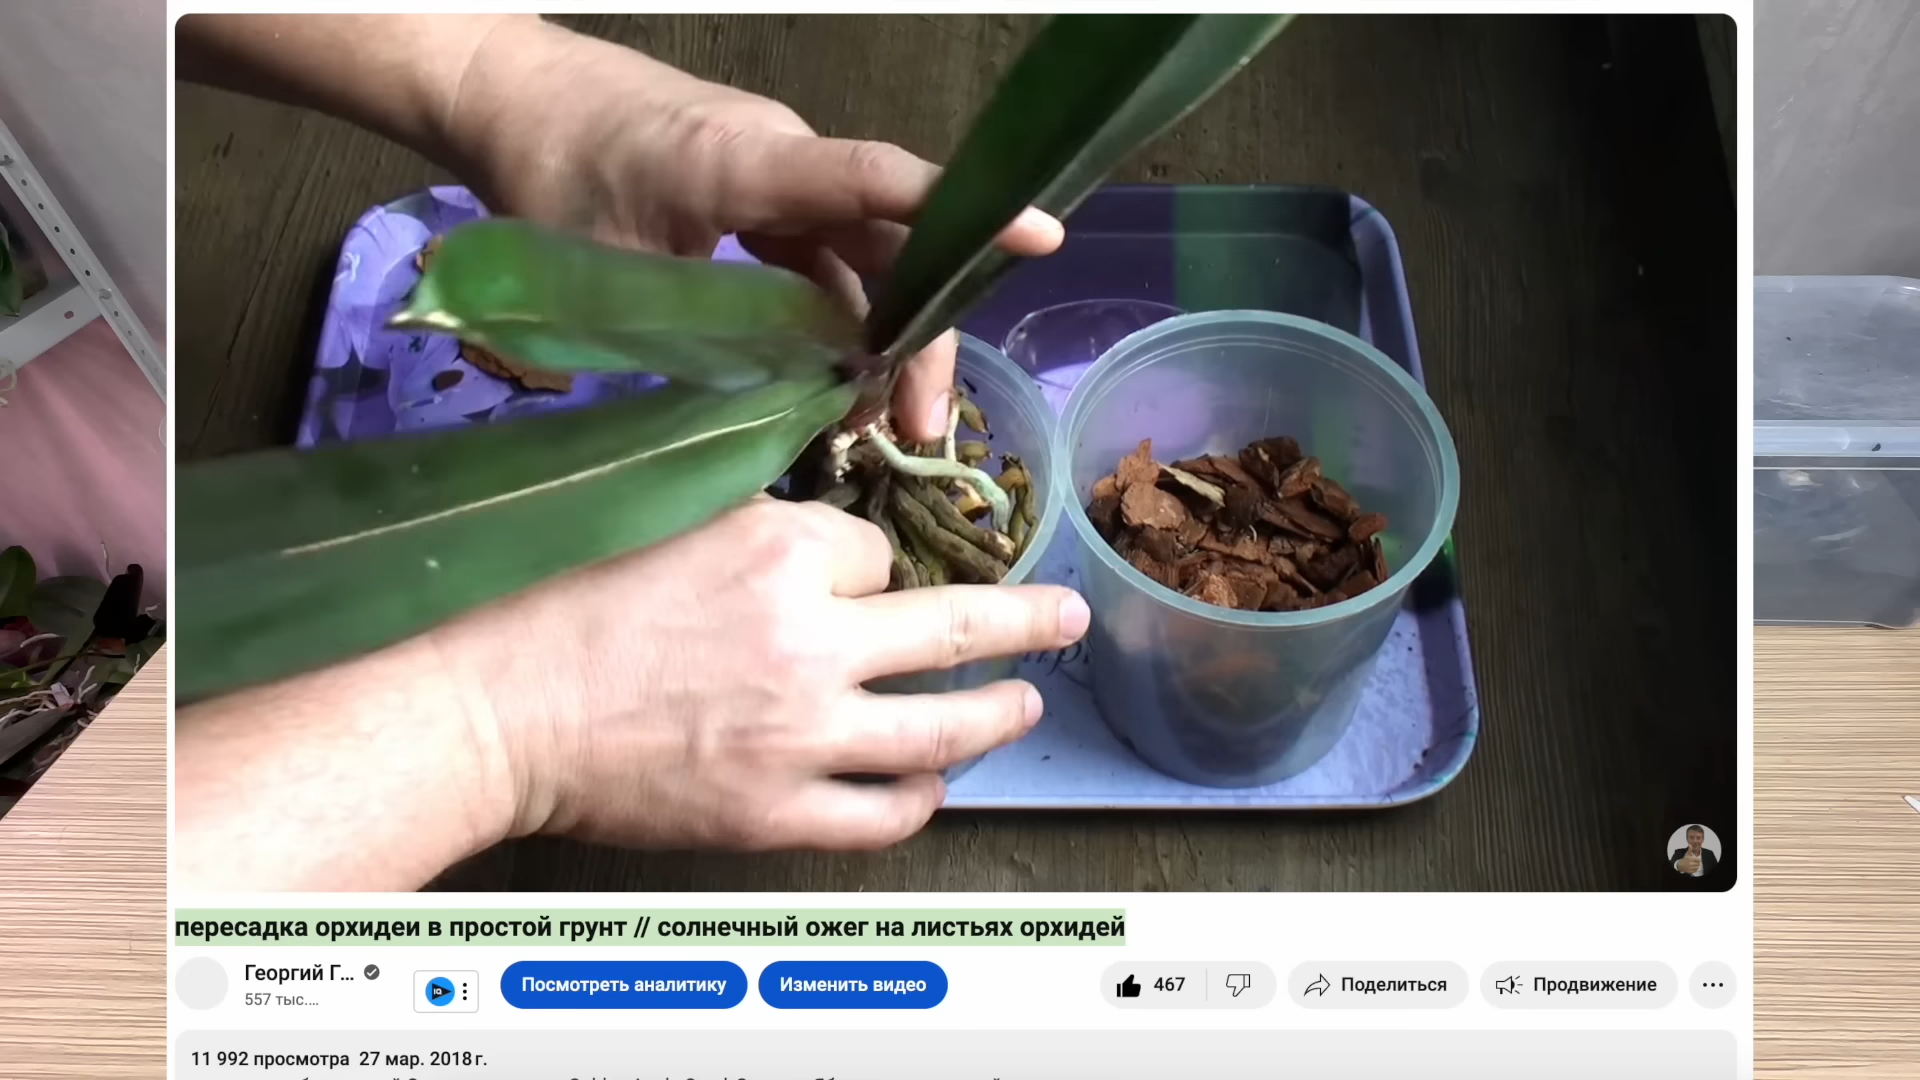 пересадка орхидеи в простой грунт // солнечный ожег на листьях орхидей
Георгий Г...
557 тыс....
IQ
Посмотреть аналитику
Изменить видео
467
Поделиться
Продвижение
11 992 просмотра 27 мар. 2018 г.